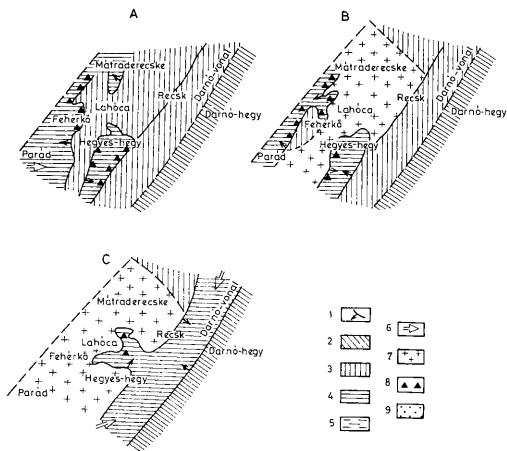 A
Mátraderecske
Lahóca
Recsk
Darnó-vonal
Darnó-hegy
Fehérkő
Hegyes-hegy
Parád
B
Mátraderecske
Lahóca
Recsk
Darnó-vonal
Darnó-hegy
Fehérkő
Hegyes-hegy
Parád
C
Mátraderecske
Lahóca
Recsk
Darnó-vonal
Darnó-hegy
Fehérkő
Hegyes-hegy
Parád
1
2
3
4
5
6
7
8
9